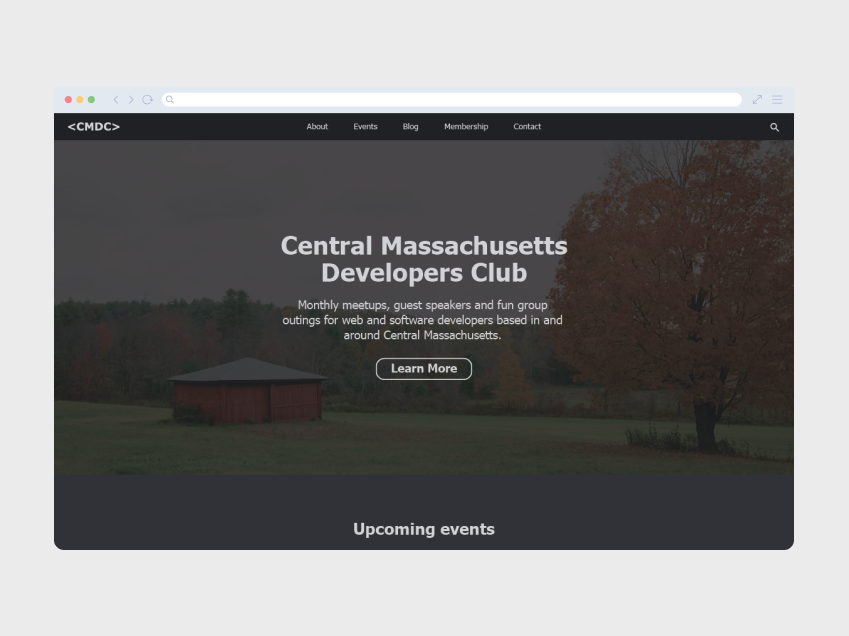 <CMDC>
About Events Blog Membership Contact
Central Massachusetts
Developers Club
Monthly meetups, guest speakers and fun group
outings for web and software developers based in and
around Central Massachusetts.
Learn More
Upcoming events